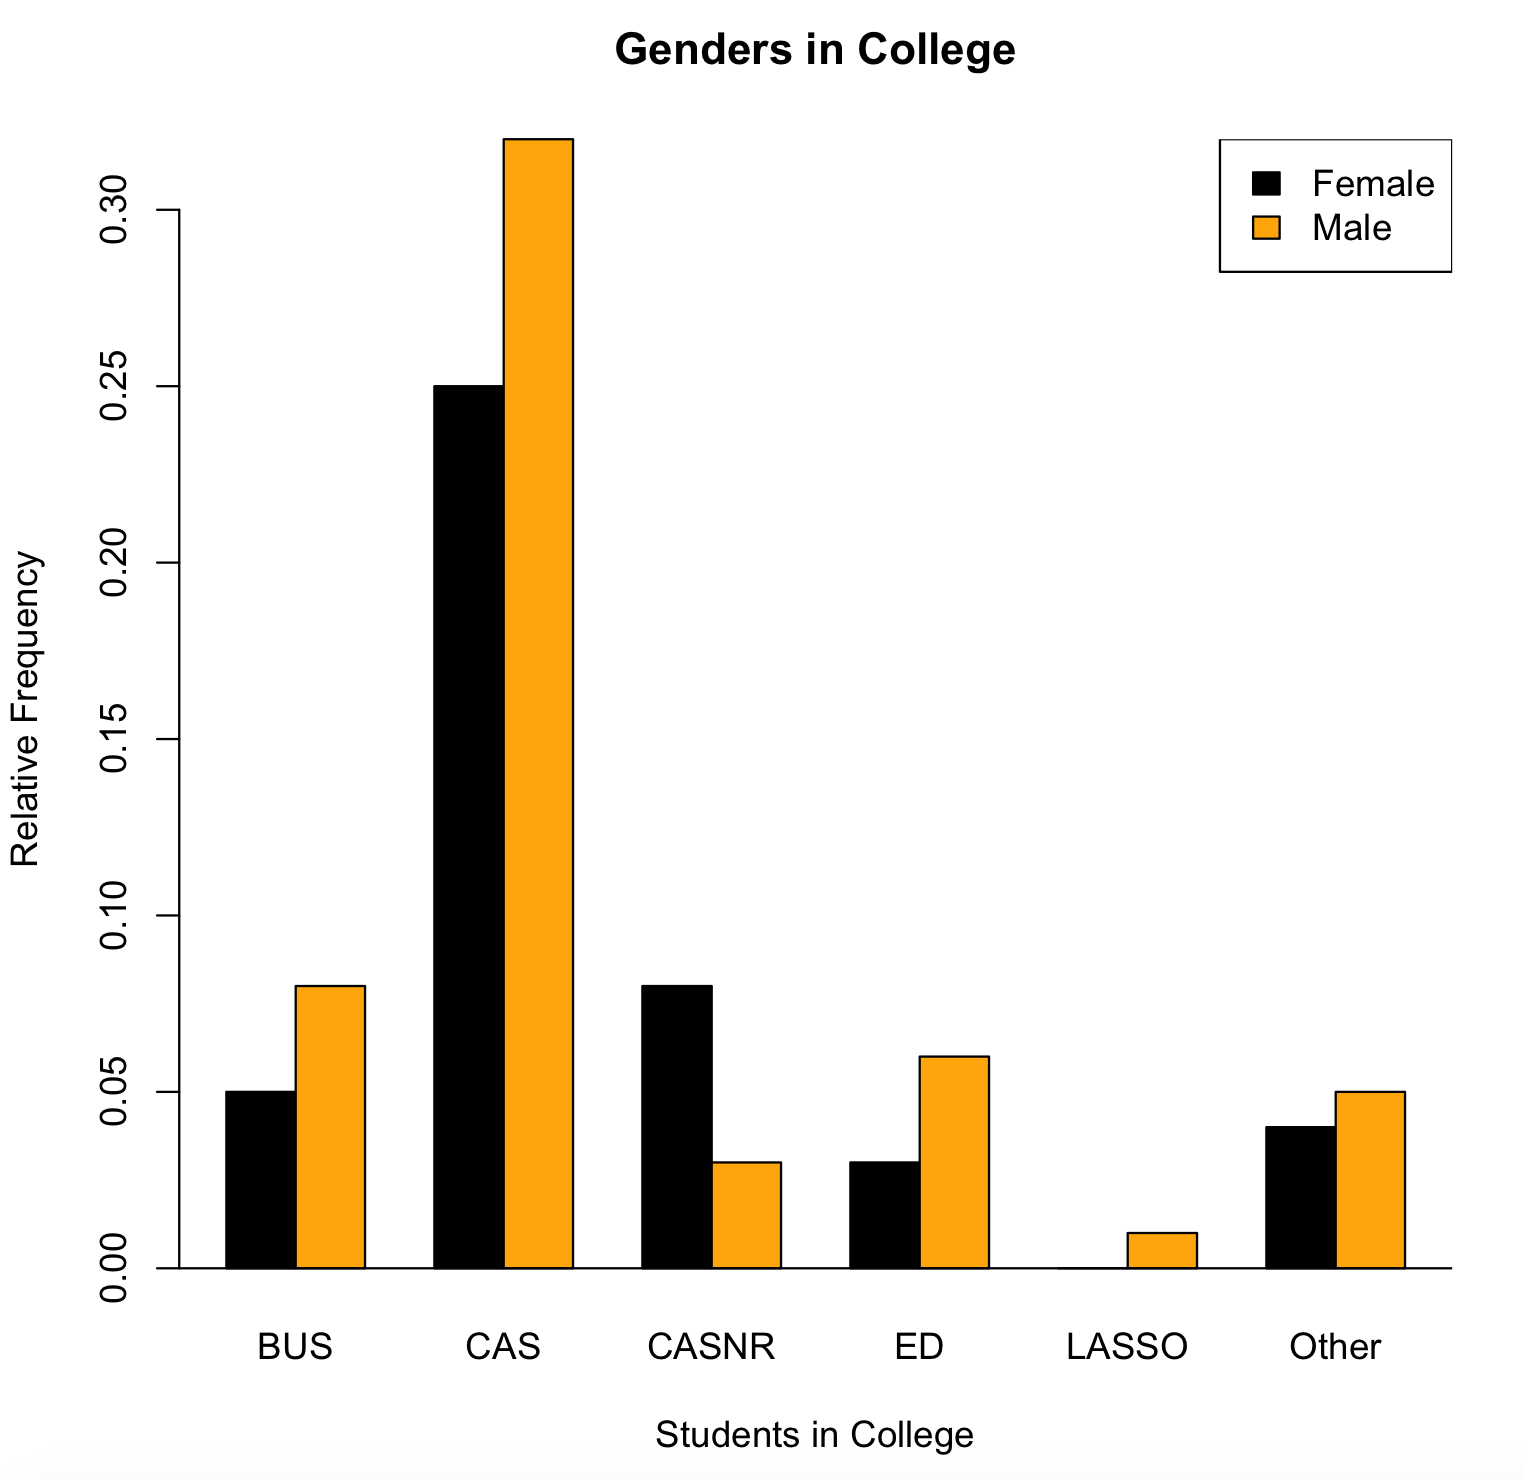 Genders in College
Female
Male
Relative Frequency
0.30
0.25
0.20
0.15
0.10
0.05
0.00
BUS CAS CASNR ED LASSO Other
Students in College